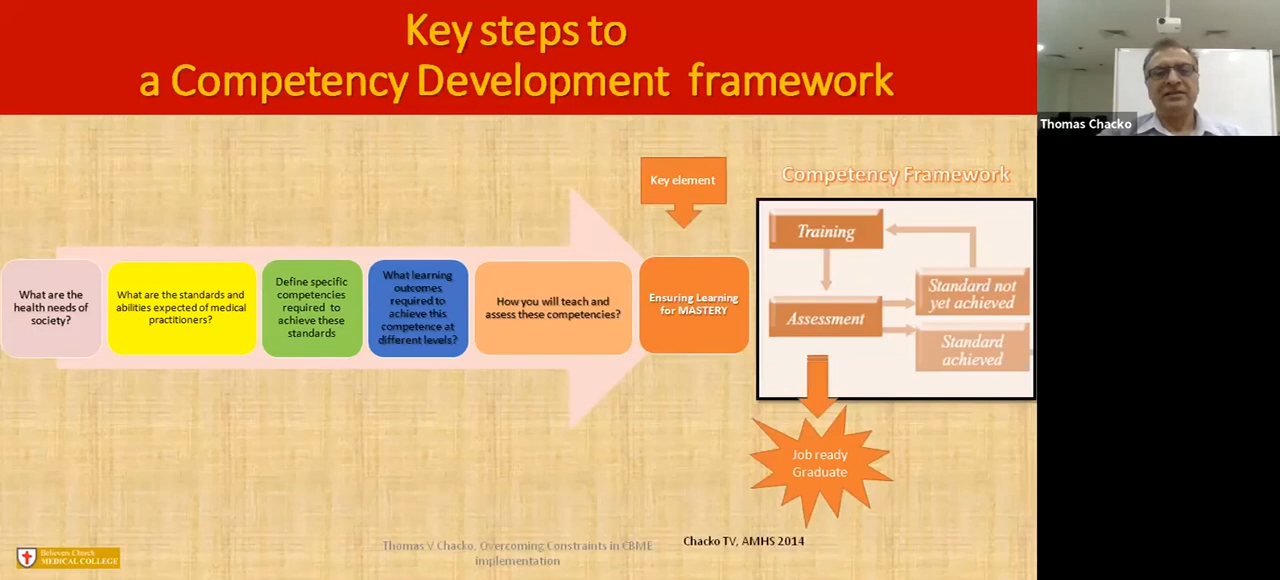 Key steps to
a Competency Development framework
Thomas Chacko
Key element
Competency Framework
What are the
health needs of
society?
What are the standards and
abilities expected of medical
practitioners?
Define specific
competencies
required to
achieve these
standards
What learning
outcomes
required to
achieve this
competence at
different levels?
How you will teach and
assess these competencies?
Ensuring Learning
for MASTERY
Training
Assessment
Standard not
yet achieved
Standard
achieved
Job ready
Graduate
Believers Church
MEDICAL COLLEGE
Thomas V Chacko, Overcoming Constraints in CBME
implementation
Chacko TV, AMHS 2014